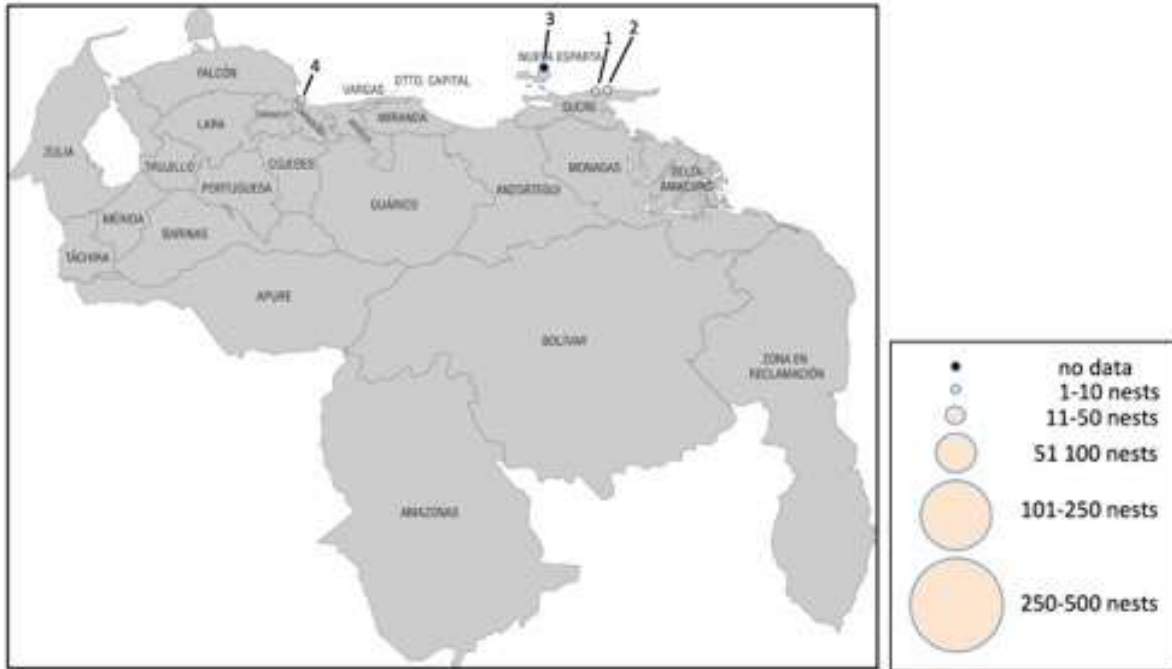 3
1
2
NUEVA ESPARTA
4
FALCÓN
VARGAS
DTTO. CAPITAL
SUCRE
LARA
MIRANDA
ZULIA
TRUJILLO
COJEDES
PORTUGUESA
MONAGAS
DELTA
AMACURO
ANZOÁTEGUI
GUÁRICO
MÉRIDA
BARINAS
TÁCHIRA
APURE
BOLÍVAR
ZONA EN
RECLAMACIÓN
AMAZONAS
no data
1-10 nests
11-50 nests
51 100 nests
101-250 nests
250-500 nests